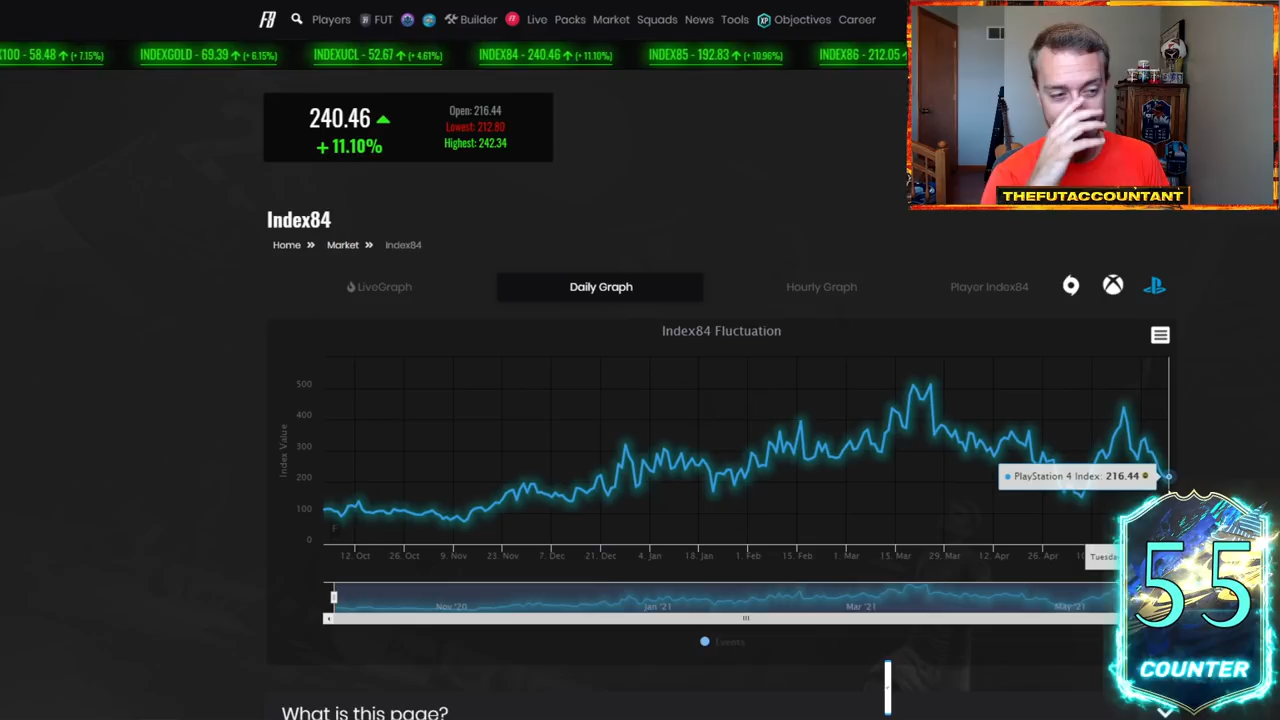 Players FUT Builder Live Packs Market Squads News Tools XP Objectives Career
X100 - 58.48 (+7.15%) INDEXGOLD - 69.39 (+6.15%) INDEXUCL - 52.67 (+4.61%) INDEX84 - 240.46 (+11.10%) INDEX85 - 192.83 (+10.96%) INDEX86 - 212.05
THEFUTACCOUNTANT
240.46
+11.10%
Open: 216.44
Lowest: 212.80
Highest: 242.34
Index84
Home » Market » Index84
LiveGraph Daily Graph Hourly Graph Player Index84
Index84 Fluctuation
Index Value
500
400
300
200
100
0
PlayStation 4 Index: 216.44
F
12. Oct 26. Oct 9. Nov 23. Nov 7. Dec 21. Dec 4. Jan 18. Jan 1. Feb 15. Feb 1. Mar 15. Mar 29. Mar 12. Apr 26. Apr 10 Tuesda
Nov '20 Jan '21 Mar '21 May '21
Events
55
COUNTER
What is this page?